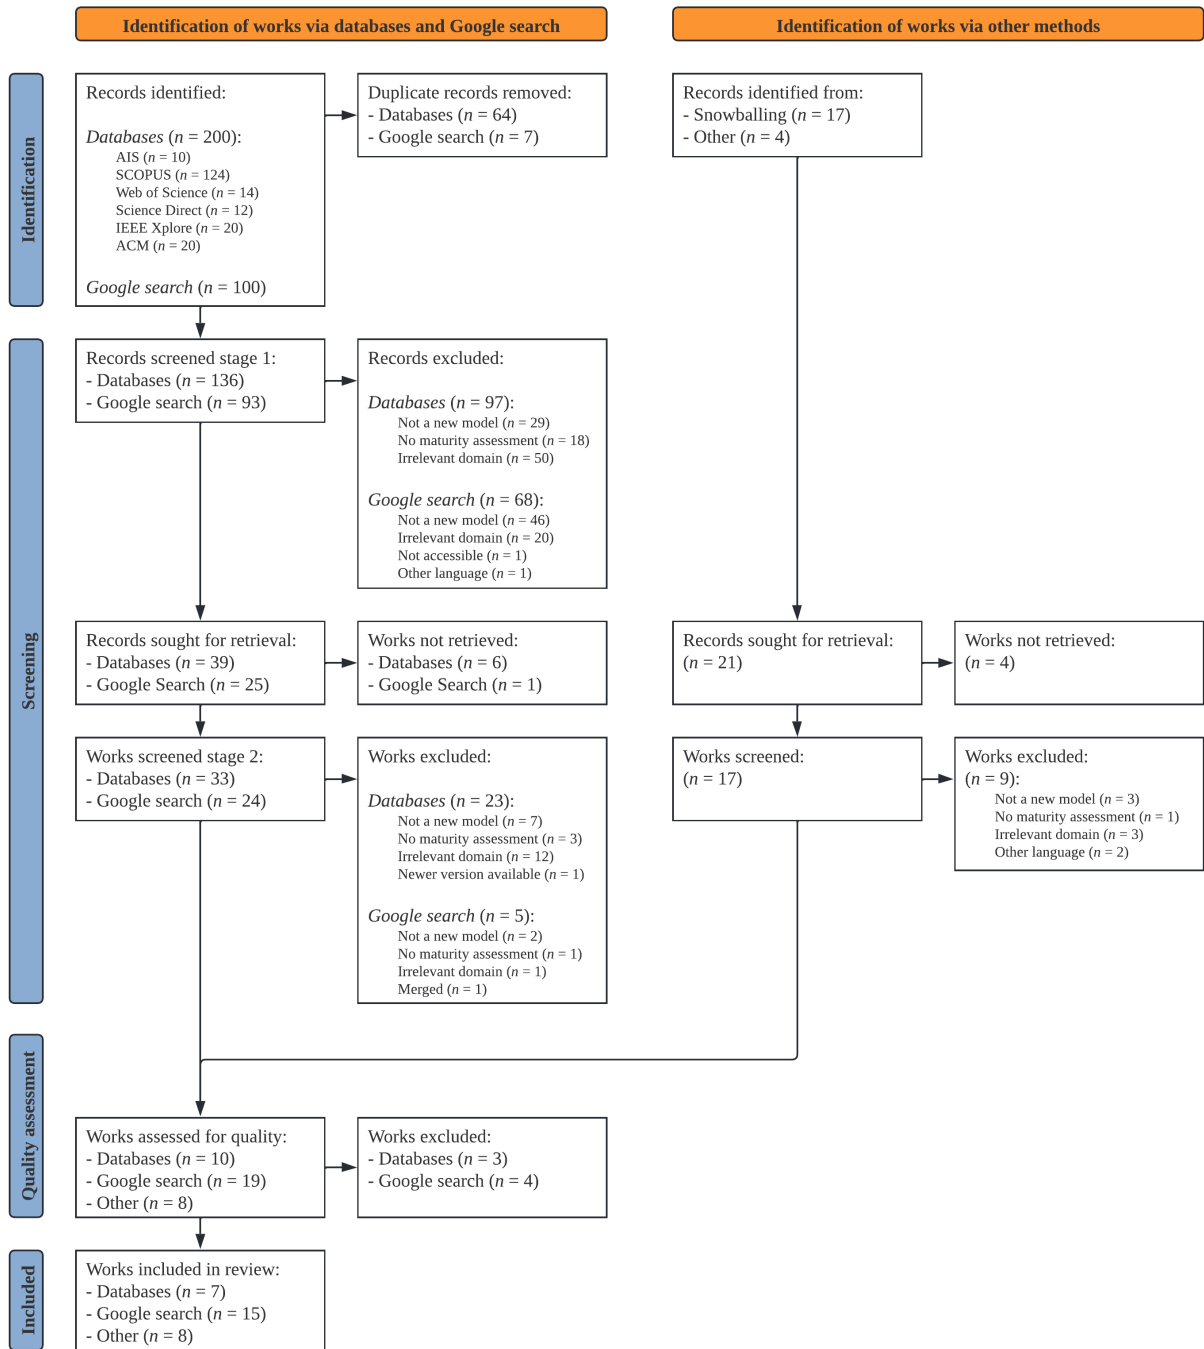 Identification of works via databases and Google search
Identification of works via other methods
Identification
Records identified:
Databases (n = 200):
AIS (n = 10)
SCOPUS (n = 124)
Web of Science (n = 14)
Science Direct (n = 12)
IEEE Xplore (n = 20)
ACM (n = 20)
Google search (n = 100)
Duplicate records removed:
- Databases (n = 64)
- Google search (n = 7)
Records identified from:
- Snowballing (n = 17)
- Other (n = 4)
Screening
Records screened stage 1:
- Databases (n = 136)
- Google search (n = 93)
Records excluded:
Databases (n = 97):
Not a new model (n = 29)
No maturity assessment (n = 18)
Irrelevant domain (n = 50)
Google search (n = 68):
Not a new model (n = 46)
Irrelevant domain (n = 20)
Not accessible (n = 1)
Other language (n = 1)
Records sought for retrieval:
- Databases (n = 39)
- Google Search (n = 25)
Works not retrieved:
- Databases (n = 6)
- Google Search (n = 1)
Records sought for retrieval:
(n = 21)
Works not retrieved:
(n = 4)
Works screened stage 2:
- Databases (n = 33)
- Google search (n = 24)
Works excluded:
Databases (n = 23):
Not a new model (n = 7)
No maturity assessment (n = 3)
Irrelevant domain (n = 12)
Newer version available (n = 1)
Google search (n = 5):
Not a new model (n = 2)
No maturity assessment (n = 1)
Irrelevant domain (n = 1)
Merged (n = 1)
Works screened:
(n = 17)
Works excluded:
(n = 9):
Not a new model (n = 3)
No maturity assessment (n = 1)
Irrelevant domain (n = 3)
Other language (n = 2)
Quality assessment
Works assessed for quality:
- Databases (n = 10)
- Google search (n = 19)
- Other (n = 8)
Works excluded:
- Databases (n = 3)
- Google search (n = 4)
Included
Works included in review:
- Databases (n = 7)
- Google search (n = 15)
- Other (n = 8)